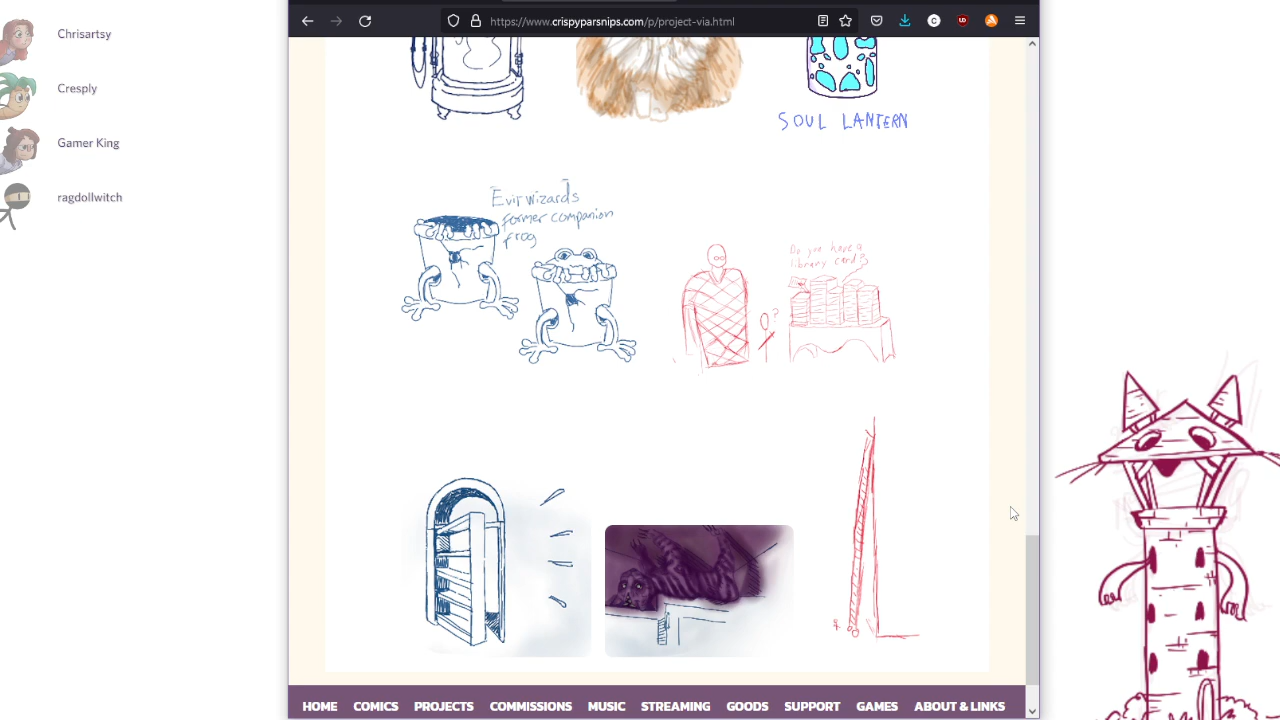 https://www.crispyparsnips.com/p/project-via.html
Chrisartsy
Cresply
Gamer King
ragdollwitch
SOUL LANTERN
Evil wizards
former companion
frog
Do you have a
library card?
?
HOME COMICS PROJECTS COMMISSIONS MUSIC STREAMING GOODS SUPPORT GAMES ABOUT & LINKS